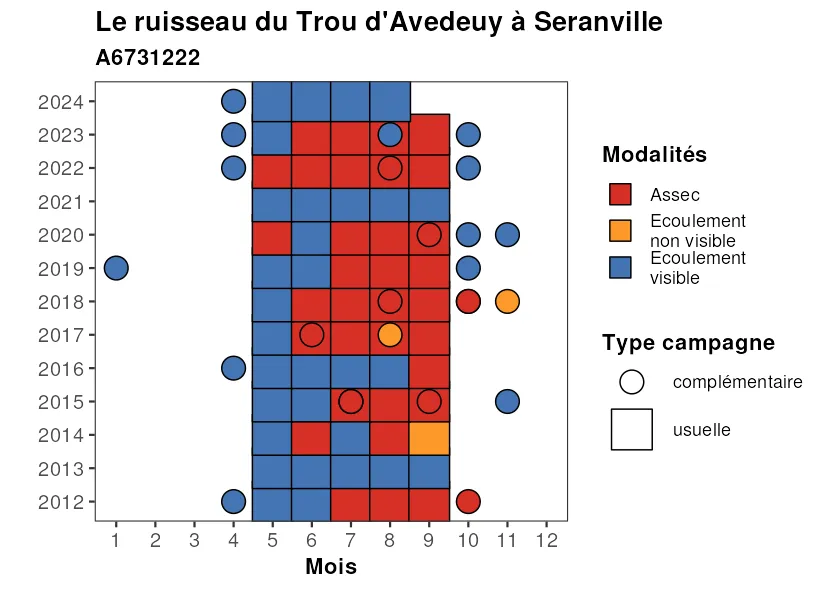 Le ruisseau du Trou d'Avedeuy à Seranville
A6731222
2024
2023
2022
2021
2020
2019
2018
2017
2016
2015
2014
2013
2012
1 2 3 4 5 6 7 8 9 10 11 12
Mois
Modalités
Assec
Ecoulement
non visible
Ecoulement
visible
Type campagne
complémentaire
usuelle